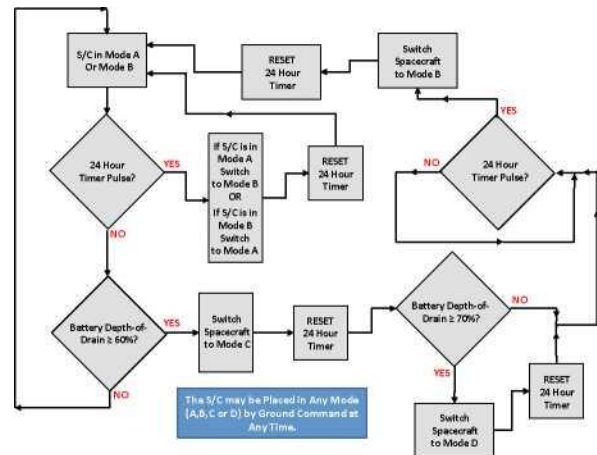 S/C in Mode A
Or Mode B
RESET
24 Hour
Timer
Switch
Spacecraft
to Mode B
24 Hour
Timer Pulse?
YES
NO
If S/C is in
Mode A
Switch
to Mode B
OR
If S/C is in
Mode B
Switch
to Mode A
RESET
24 Hour
Timer
YES
NO
24 Hour
Timer Pulse?
Battery Depth-of-
Drain ≥ 60%?
YES
NO
Switch
Spacecraft
to Mode C
RESET
24 Hour
Timer
Battery Depth-of-
Drain ≥ 70%?
NO
YES
Switch
Spacecraft
to Mode D
RESET
24 Hour
Timer
The S/C may be Placed in Any Mode
(A,B,C or D) by Ground Command at
Any Time.